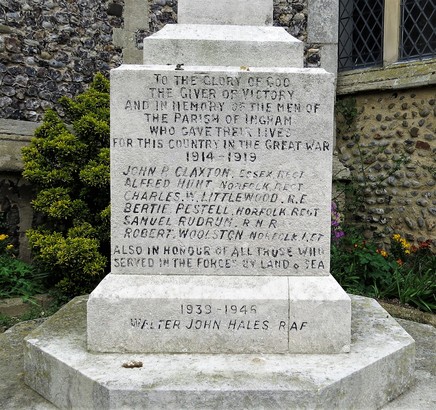 TO THE GLORY OF GOD
THE GIVER OF VICTORY
AND IN MEMORY OF THE MEN OF
THE PARISH OF INGHAM
WHO GAVE THEIR LIVES
FOR THIS COUNTRY IN THE GREAT WAR
1914-1919
JOHN P. CLAXTON, ESSEX REGT
ALFRED HUNT NORFOLK, REGT
CHARLES, W, LITTLEWOOD, R.E
BERTIE PESTELL, NORFOLK, REGT
SAMUEL RUDRUM, R N R
ROBERT, WOOLSTON NORFOLK RET
ALSO IN HONOUR OF ALL THOSE WHO
SERVED IN THE FORCES BY LAND & SEA
1939-1945
WALTER JOHN HALES RAF